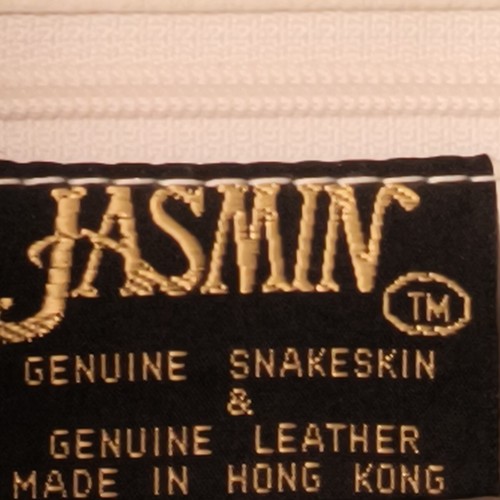 JASMIN TM
GENUINE SNAKESKIN
&
GENUINE LEATHER
MADE IN HONG KONG